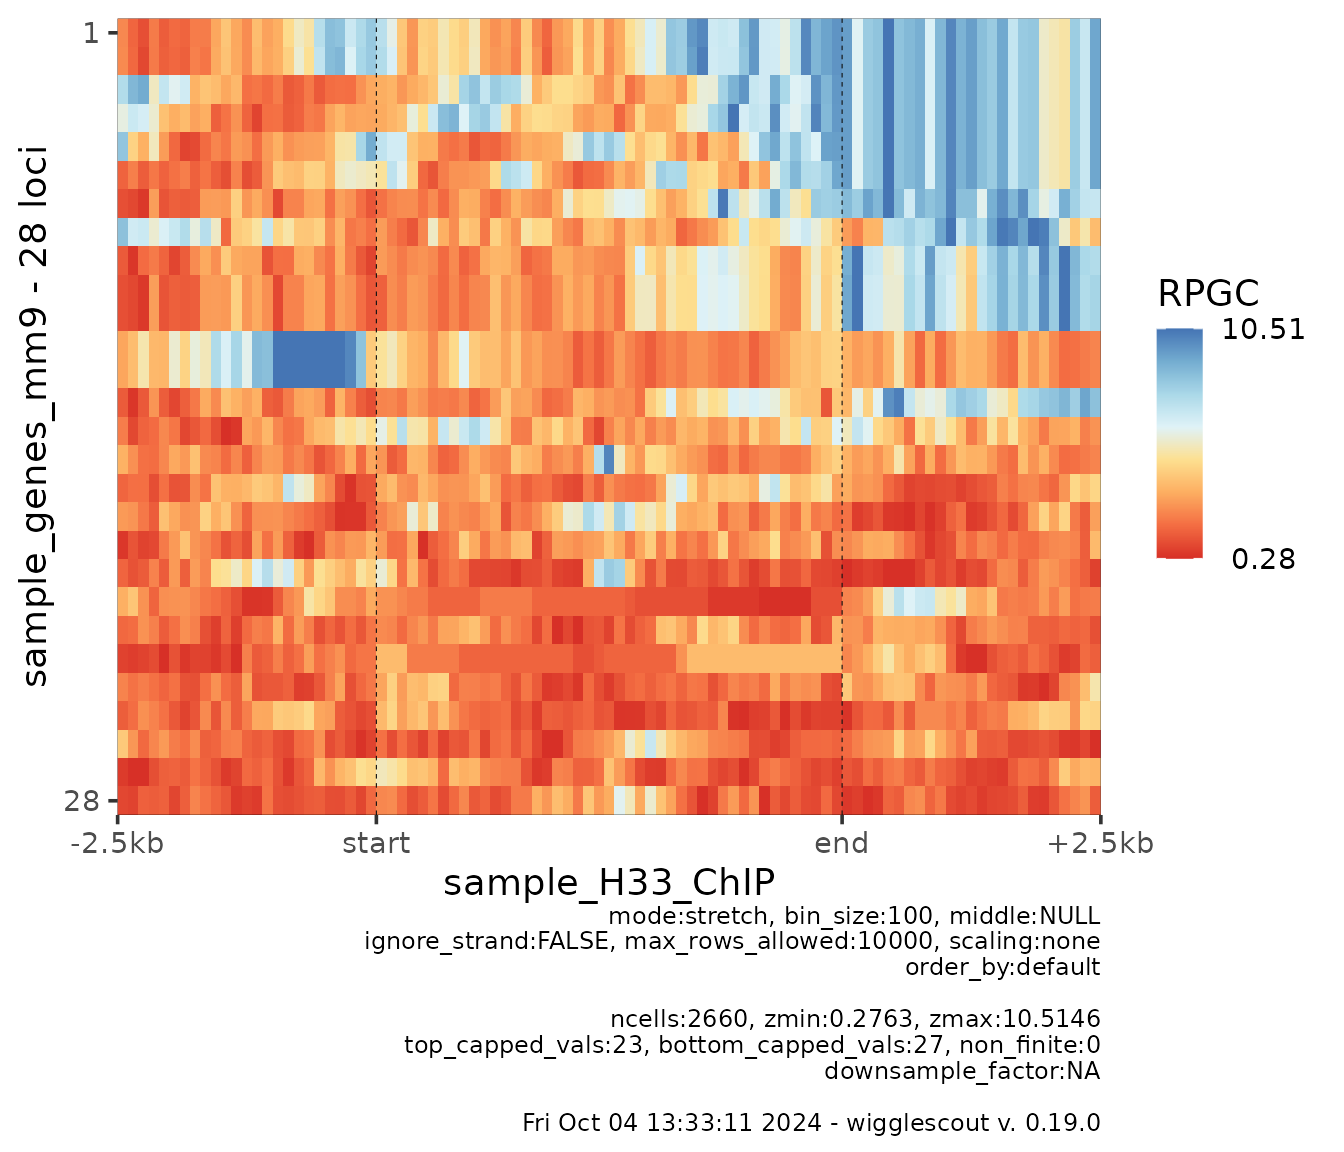 1
28
sample_genes_mm9 - 28 loci
RPGC
10.51
0.28
-2.5kb
start
end
+2.5kb
sample_H33_ChIP
mode:stretch, bin_size:100, middle:NULL
ignore_strand:FALSE, max_rows_allowed:10000, scaling:none
order_by:default
ncells:2660, zmin:0.2763, zmax:10.5146
top_capped_vals:23, bottom_capped_vals:27, non_finite:0
downsample_factor:NA
Fri Oct 04 13:33:11 2024 - wigglescout v. 0.19.0